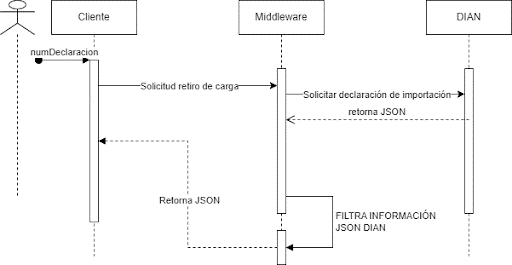 Cliente
Middleware
DIAN
numDeclaracion
Solicitud retiro de carga
Solicitar declaración de importación
retorna JSON
Retorna JSON
FILTRA INFORMACIÓN
JSON DIAN